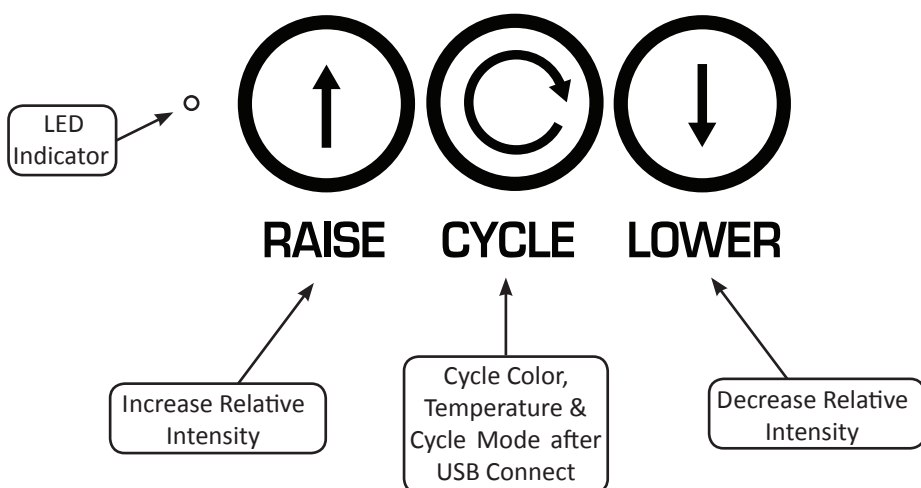 LED
Indicator
RAISE
CYCLE
LOWER
Increase Relative
Intensity
Cycle Color,
Temperature &
Cycle Mode after
USB Connect
Decrease Relative
Intensity